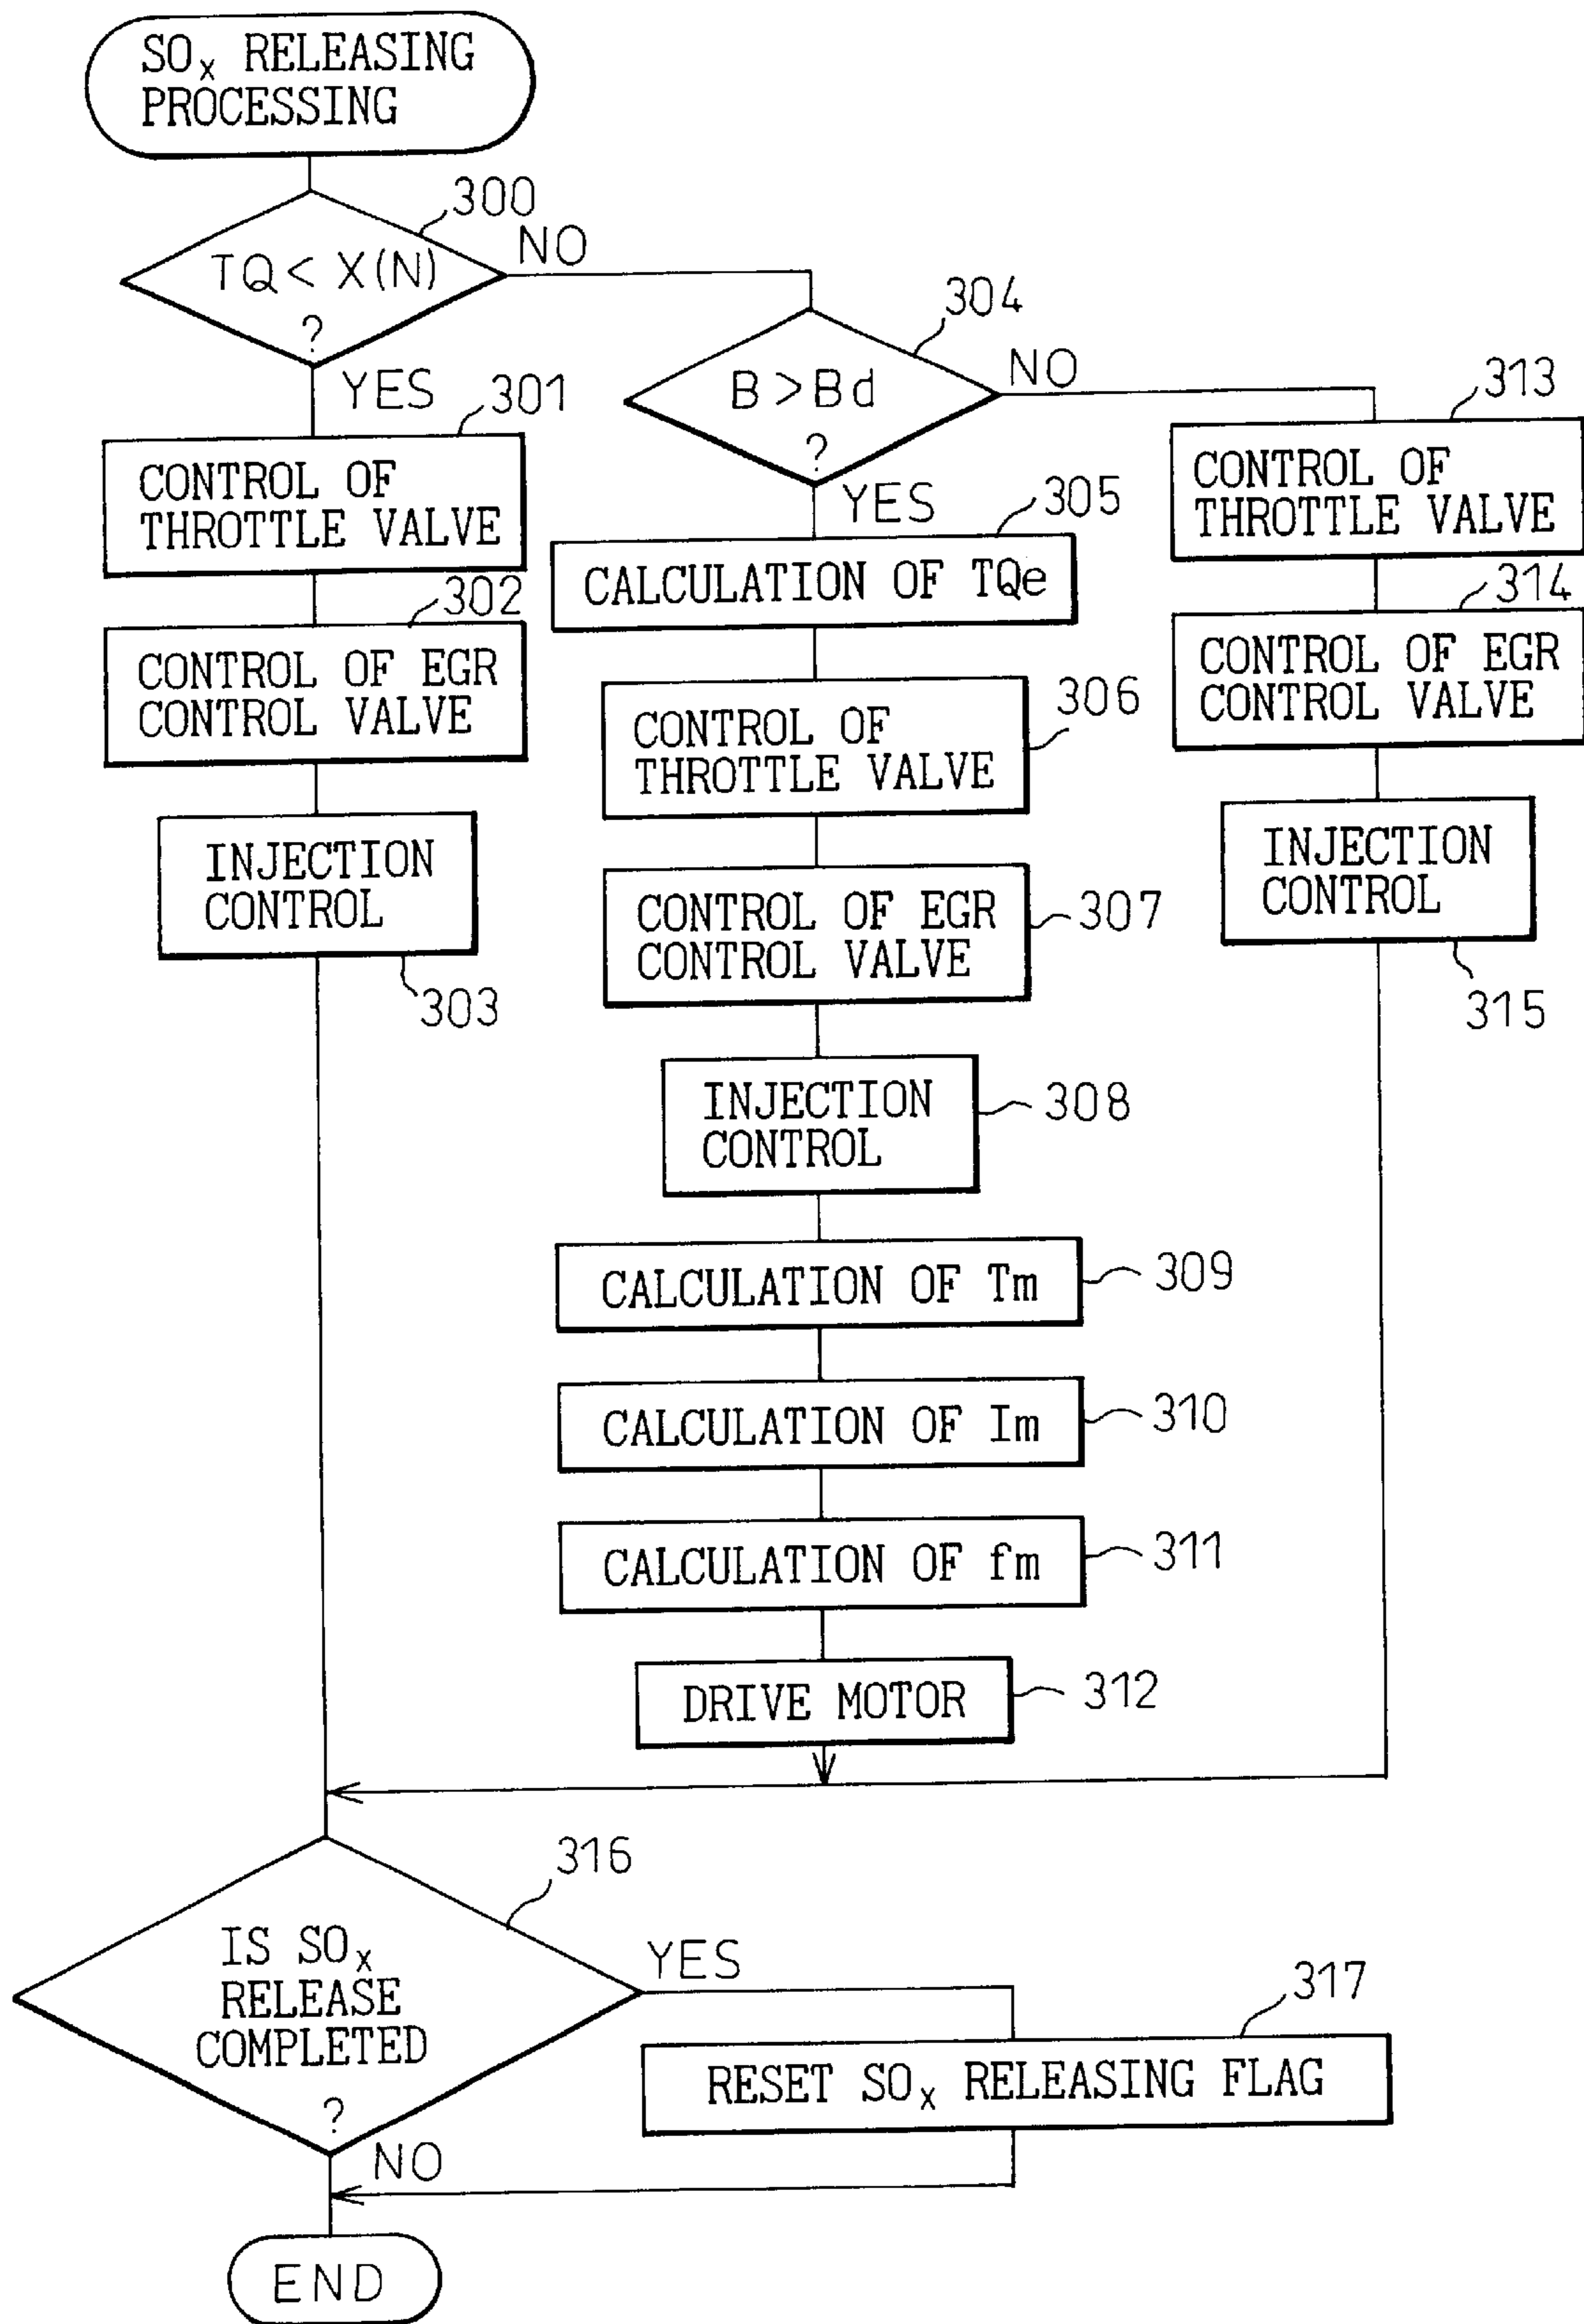 SOx RELEASING
PROCESSING
300
TQ < X(N)
?
NO
YES
301
CONTROL OF
THROTTLE VALVE
302
CONTROL OF EGR
CONTROL VALVE
INJECTION
CONTROL
303
304
B > Bd
?
NO
YES
305
CALCULATION OF TQe
306
CONTROL OF
THROTTLE VALVE
307
CONTROL OF EGR
CONTROL VALVE
308
INJECTION
CONTROL
309
CALCULATION OF Tm
310
CALCULATION OF Im
311
CALCULATION OF fm
312
DRIVE MOTOR
313
CONTROL OF
THROTTLE VALVE
314
CONTROL OF EGR
CONTROL VALVE
INJECTION
CONTROL
315
316
IS SOx
RELEASE
COMPLETED
?
YES
NO
317
RESET SOx RELEASING FLAG
END